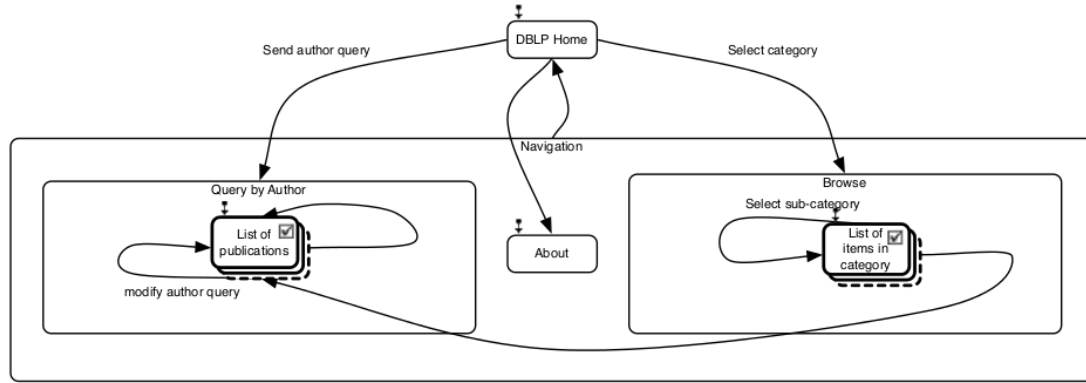 DBLP Home
Send author query
Select category
Navigation
Query by Author
Browse
Select sub-category
List of
publications
List of
items in
category
About
modify author query